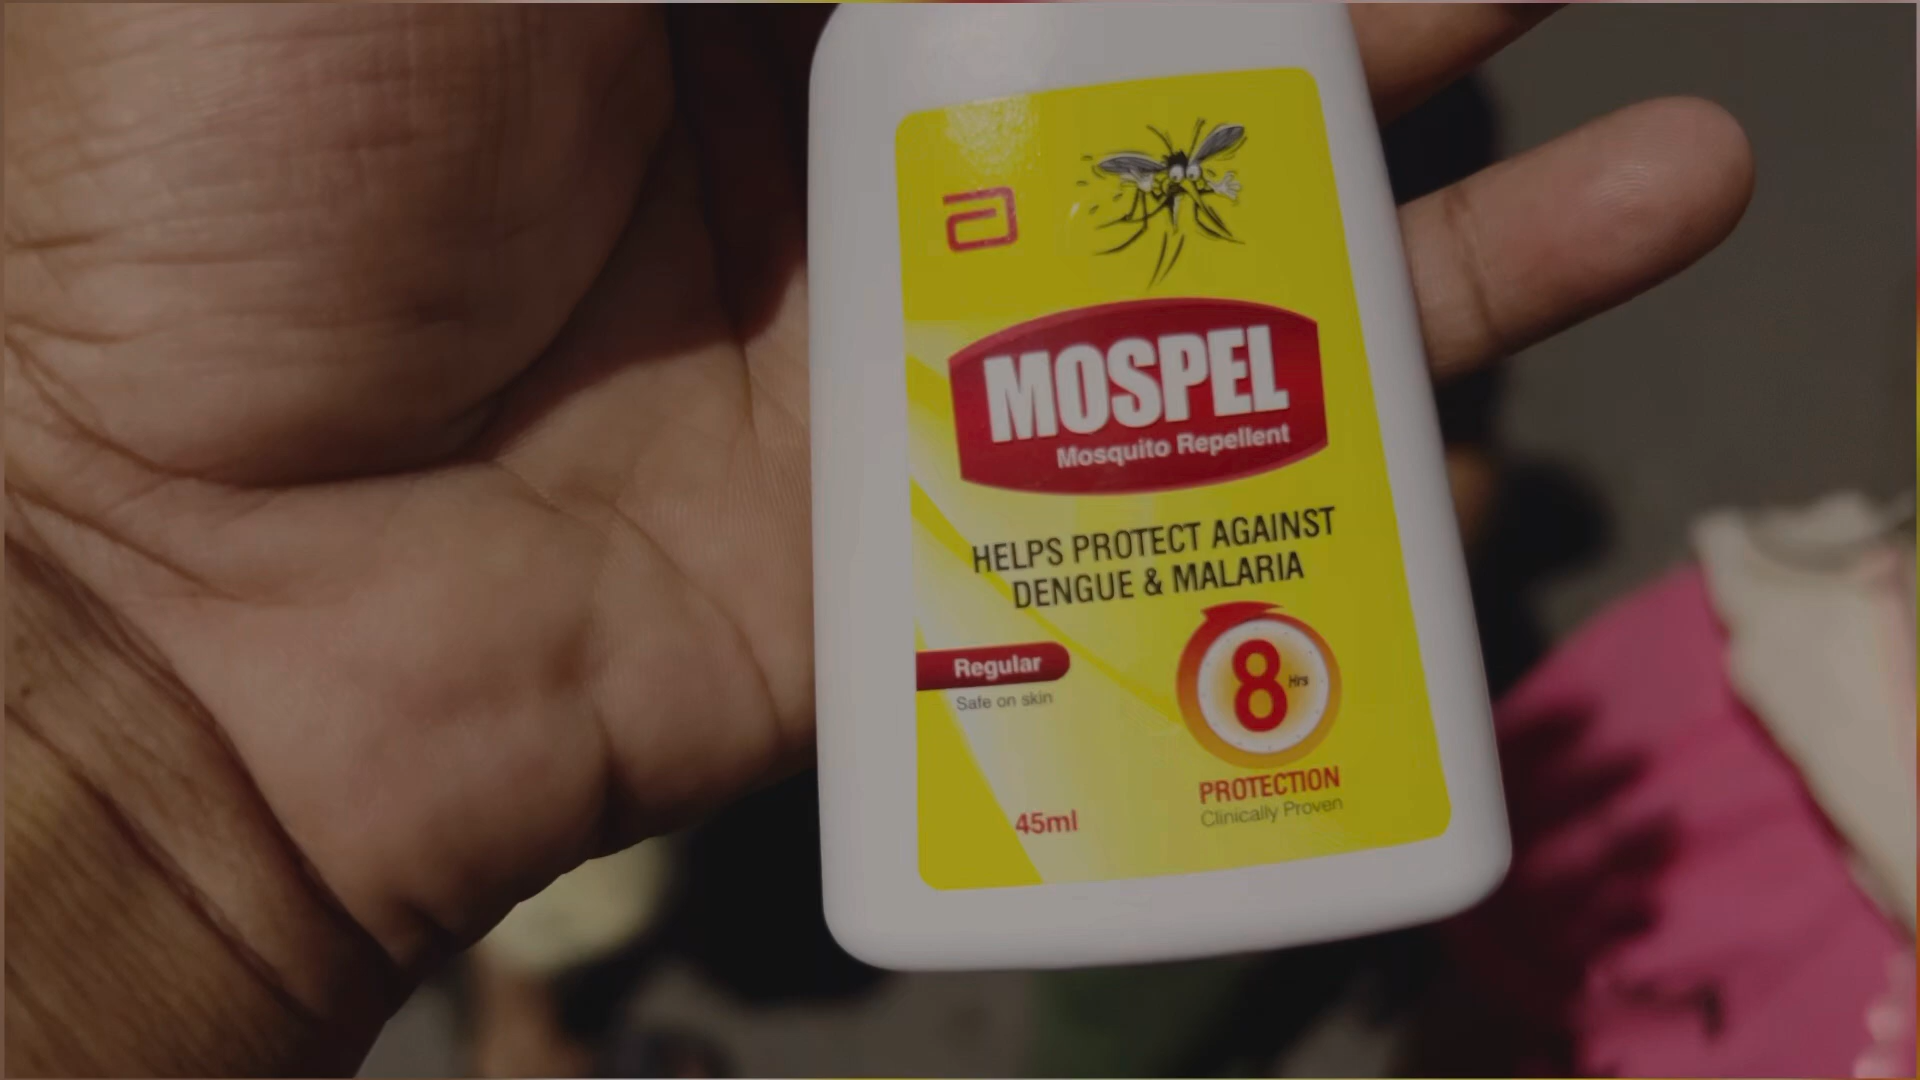 MOSPEL
Mosquito Repellent
HELPS PROTECT AGAINST
DENGUE & MALARIA
Regular
Safe on skin
8 Hrs
PROTECTION
Clinically Proven
45ml